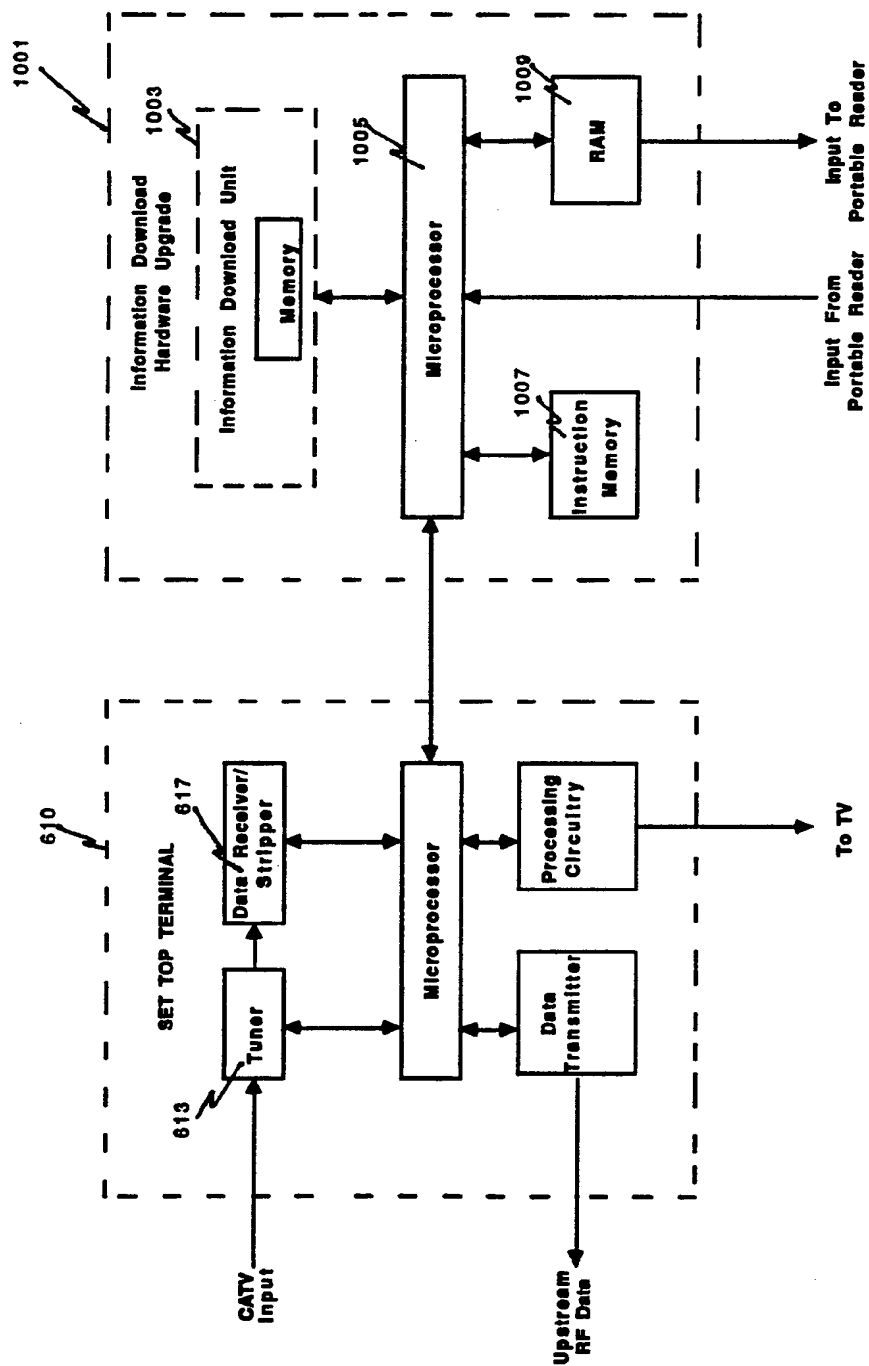 610
SET TOP TERMINAL
CATV
Input
613
Tuner
617
Data Receiver/
Stripper
Microprocessor
Data
Transmitter
Processing
Circuitry
Upstream
RF Data
To TV
1001
Information Download
Hardware Upgrade
1003
Information Download Unit
Memory
1005
Microprocessor
1007
Instruction
Memory
1009
RAM
Input From
Portable Reader
Input To
Portable Reader